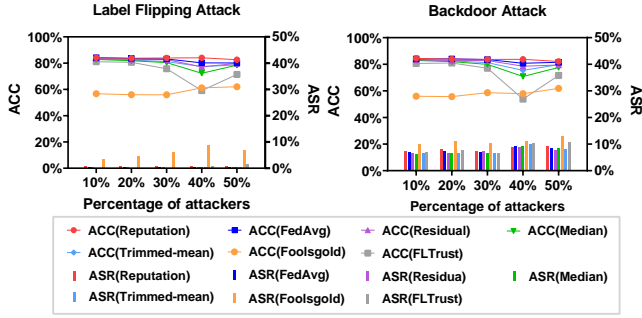 Label Flipping Attack
100%
80%
60%
40%
20%
0%
ACC
50%
40%
30%
20%
10%
0%
ASR
10% 20% 30% 40% 50%
Percentage of attackers
Backdoor Attack
100%
80%
60%
40%
20%
0%
ACC
50%
40%
30%
20%
10%
0%
ASR
10% 20% 30% 40% 50%
Percentage of attackers
ACC(Reputation) ACC(FedAvg) ACC(Residual) ACC(Median)
ACC(Trimmed-mean) ACC(Foolsgold) ACC(FLTrust)
ASR(Reputation) ASR(FedAvg) ASR(Residua) ASR(Median)
ASR(Trimmed-mean) ASR(Foolsgold) ASR(FLTrust)